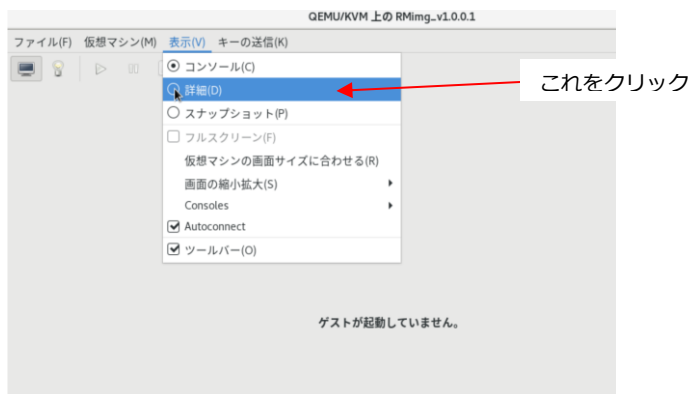 QEMU/KVM 上の RMimg_v1.0.0.1
ファイル(F) 仮想マシン(M) 表示(V) キーの送信(K)
コンソール(C)
詳細(D)
これをクリック
スナップショット(P)
フルスクリーン(F)
仮想マシンの画面サイズに合わせる(R)
画面の縮小拡大(S)
Consoles
Autoconnect
ツールバー(O)
ゲストが起動していません。